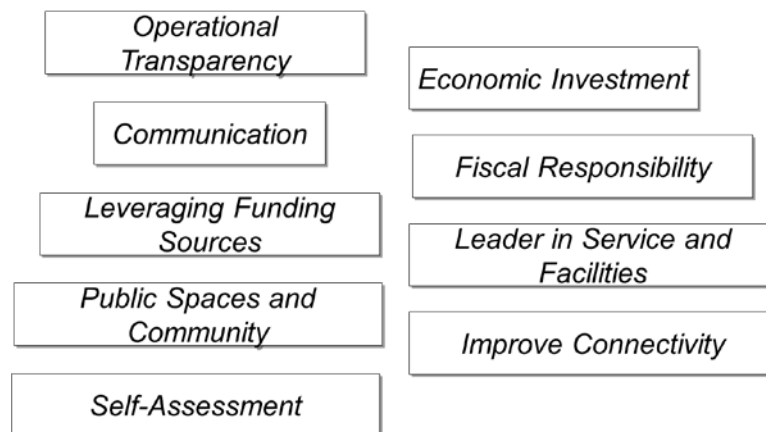 Operational
Transparency
Communication
Leveraging Funding
Sources
Public Spaces and
Community
Self-Assessment
Economic Investment
Fiscal Responsibility
Leader in Service and
Facilities
Improve Connectivity